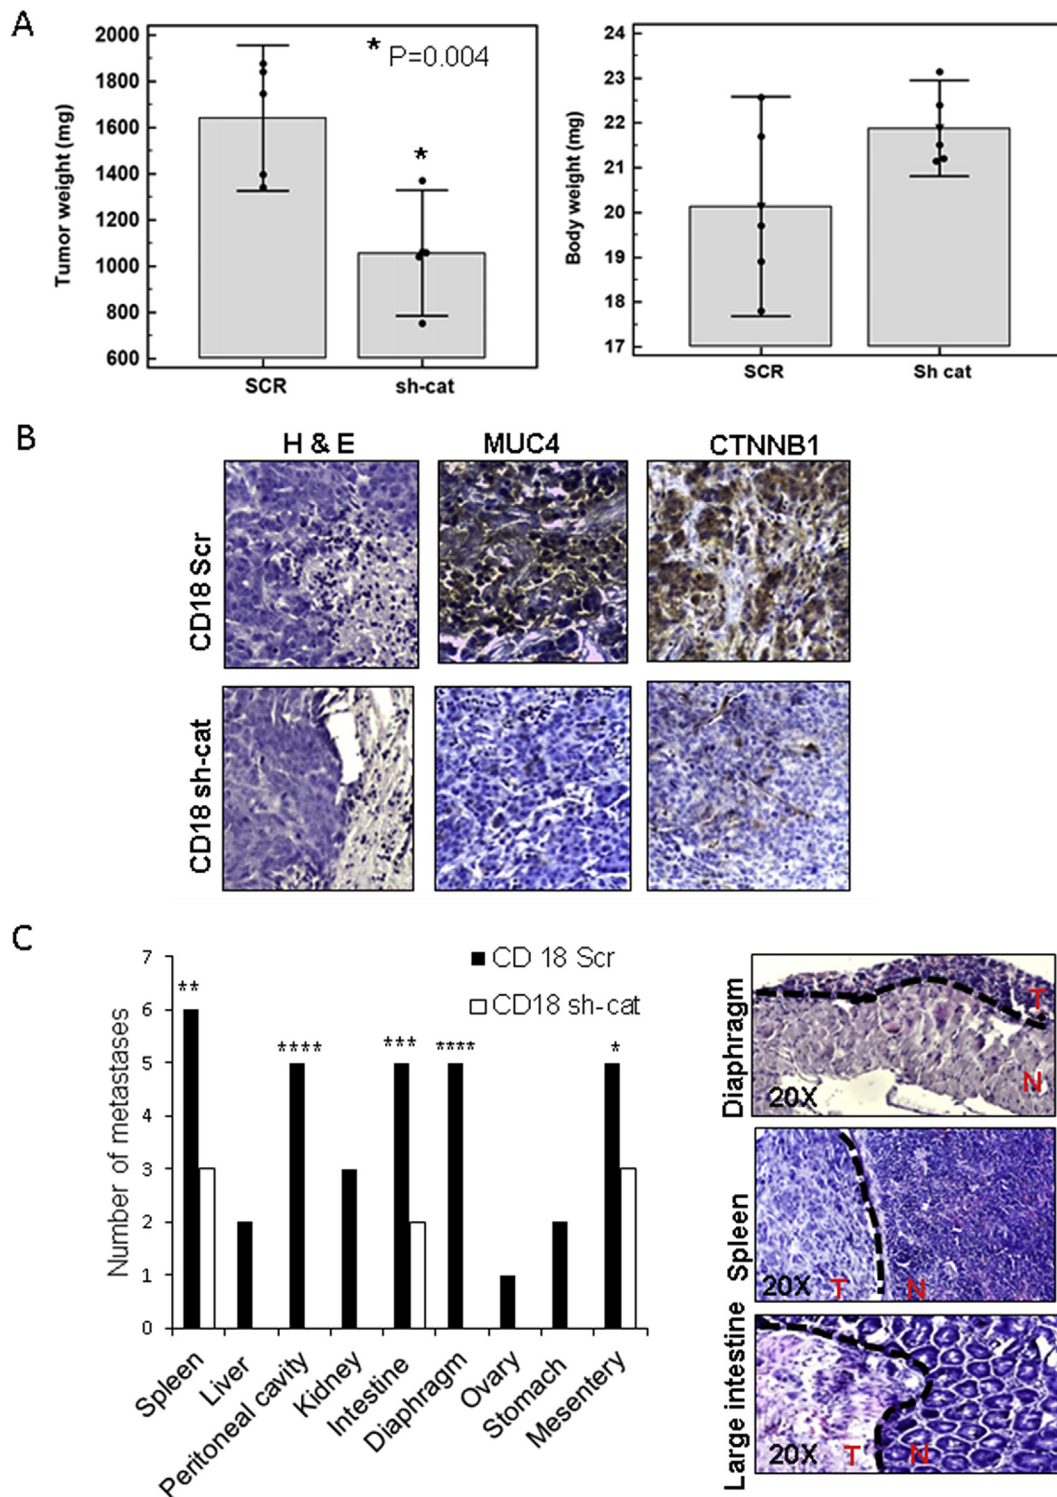 A
Tumor weight (mg)
2000
1800
1600
1400
1200
1000
800
600
* P=0.004
*
SCR
sh-cat
Body weight (mg)
24
23
22
21
20
19
18
17
SCR
Sh cat
B
H & E
MUC4
CTNNB1
CD18 Scr
CD18 sh-cat
C
Number of metastases
7
6
5
4
3
2
1
0
CD 18 Scr
CD18 sh-cat
**
****
***
****
*
Spleen
Liver
Peritoneal cavity
Kidney
Intestine
Diaphragm
Ovary
Stomach
Mesentery
Diaphragm
T
N
20X
Spleen
20X
T
N
Large intestine
20X
T
N